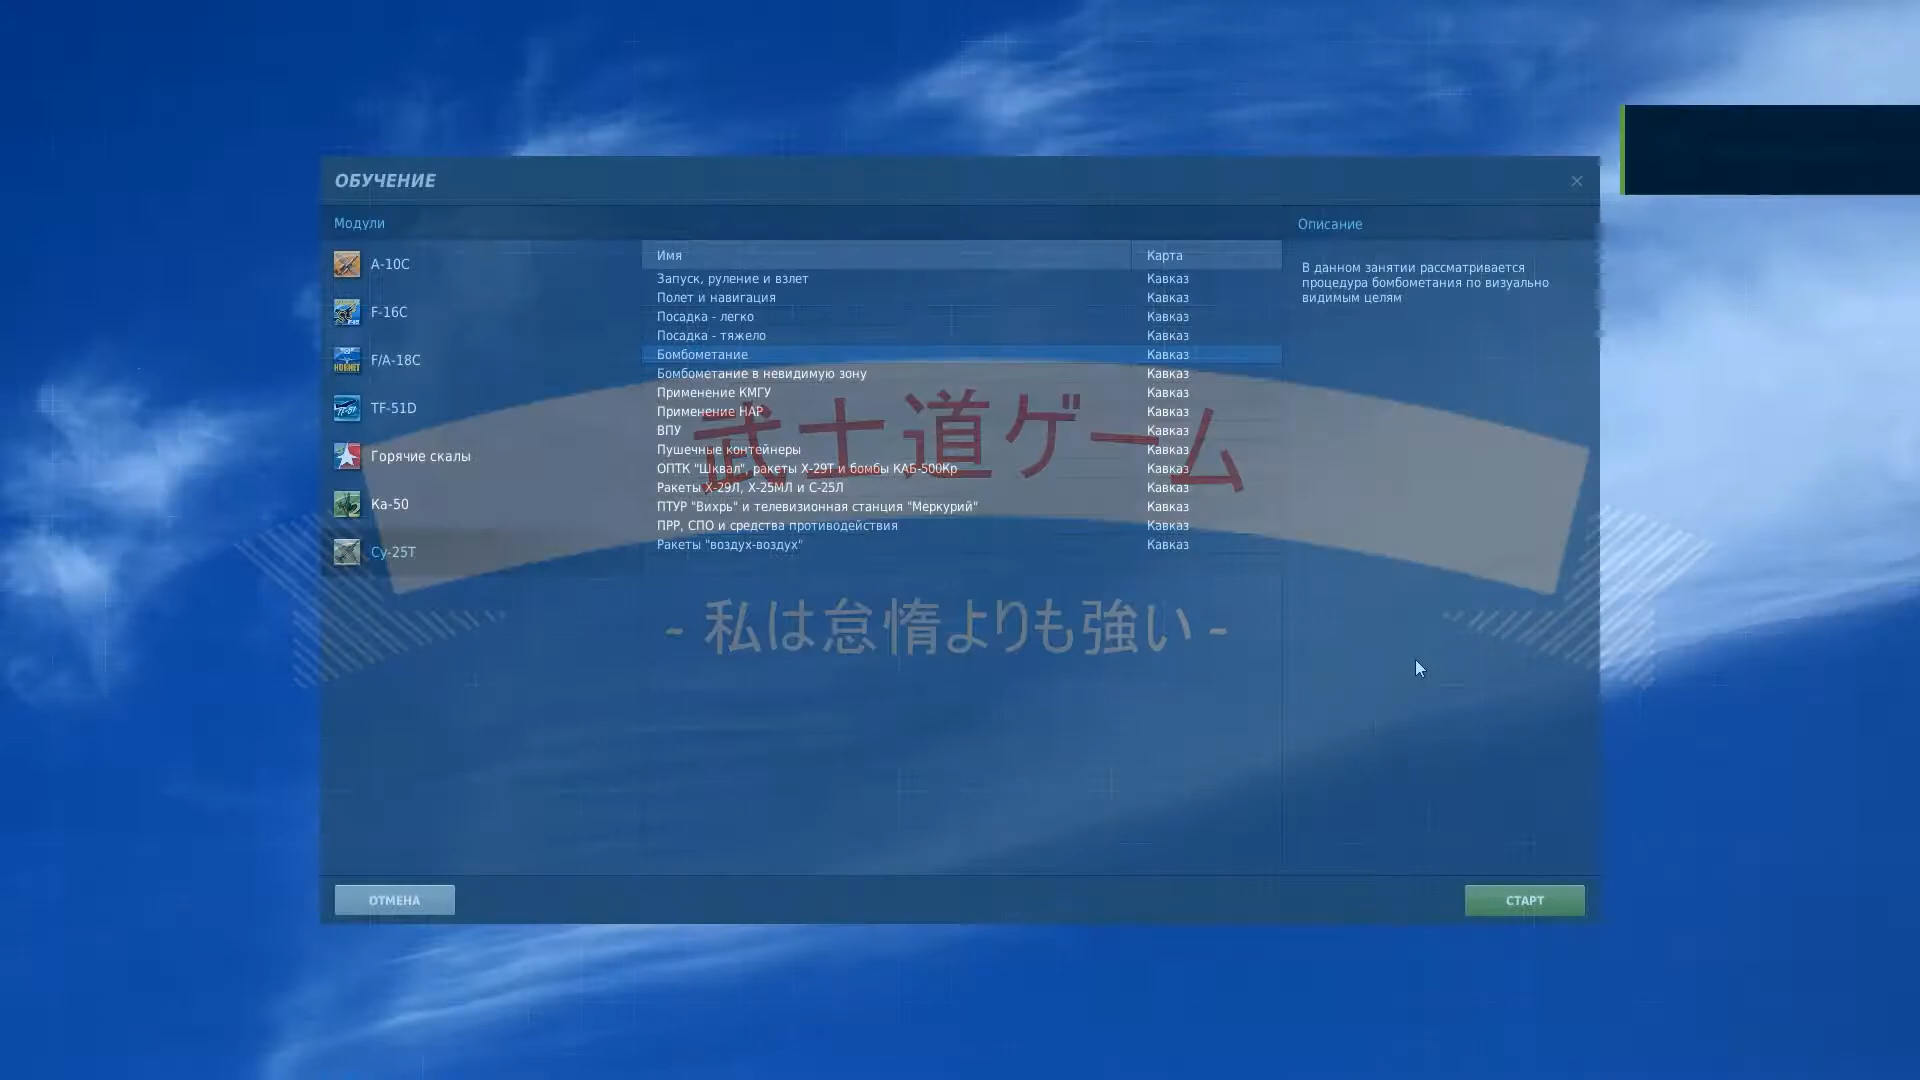 ОБУЧЕНИЕ
Модули
Описание
A-10C
F-16C
F/A-18C
TF-51D
Горячие скалы
Ка-50
Су-25Т
Имя Карта
Запуск, руление и взлет Кавказ
Полет и навигация Кавказ
Посадка - легко Кавказ
Посадка - тяжело Кавказ
Бомбометание Кавказ
Бомбометание в невидимую зону Кавказ
Применение КМГУ Кавказ
Применение НАР Кавказ
ВПУ Кавказ
Пушечные контейнеры Кавказ
ОПТК "Шквал", ракеты Х-29Т и бомбы КАБ-500Кр Кавказ
Ракеты Х-29Л, Х-25МЛ и С-25Л Кавказ
ПТУР "Вихрь" и телевизионная станция "Меркурий" Кавказ
ПРР, СПО и средства противодействия Кавказ
Ракеты "воздух-воздух" Кавказ
В данном занятии рассматривается
процедура бомбометания по визуально
видимым целям
武士道ゲーム
- 私は怠惰よりも強い -
ОТМЕНА
СТАРТ